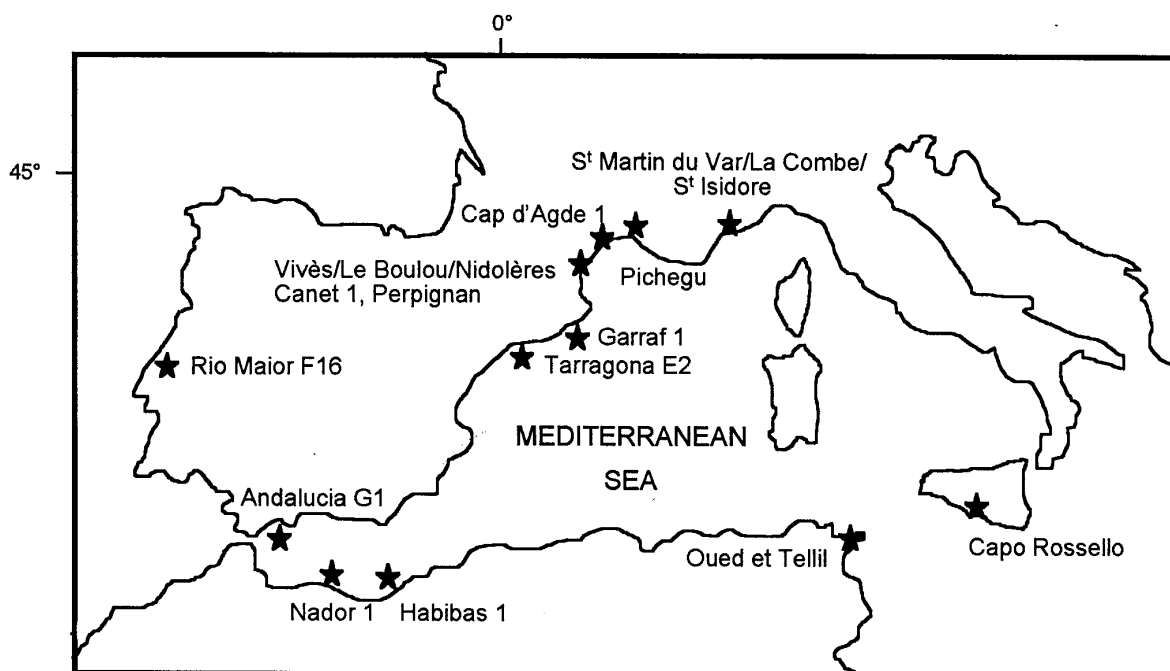 0°
45°
Sᵗ Martin du Var/La Combe/
Sᵗ Isidore
Cap d'Agde 1
Vivès/Le Boulou/Nidolères
Canet 1, Perpignan
Pichegu
Garraf 1
Tarragona E2
Rio Maior F16
MEDITERRANEAN
SEA
Andalucia G1
Oued et Tellil
Capo Rossello
Nador 1
Habibas 1